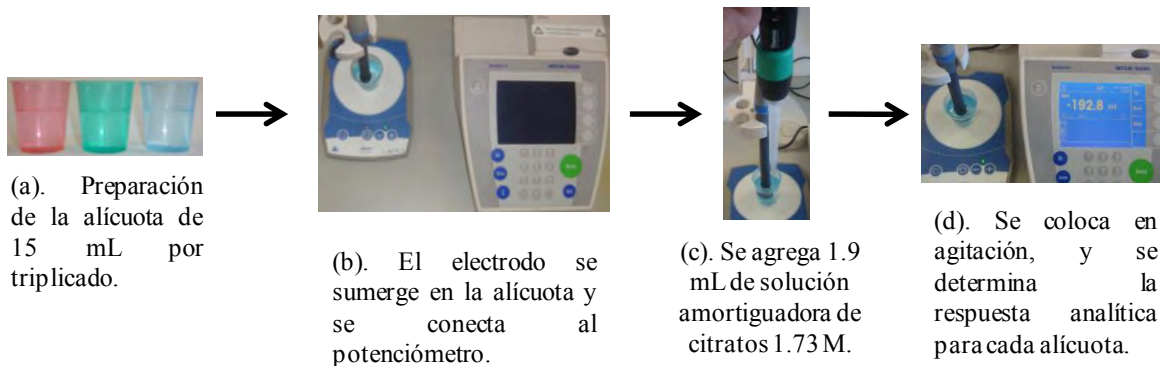 -192.8 mV
(a). Preparación
de la alícuota de
15 mL por
triplicado.
(b). El electrodo se
sumerge en la alícuota y
se conecta al
potenciómetro.
(c). Se agrega 1.9
mL de solución
amortiguadora de
citratos 1.73 M.
(d). Se coloca en
agitación, y se
determina la
respuesta analítica
para cada alícuota.